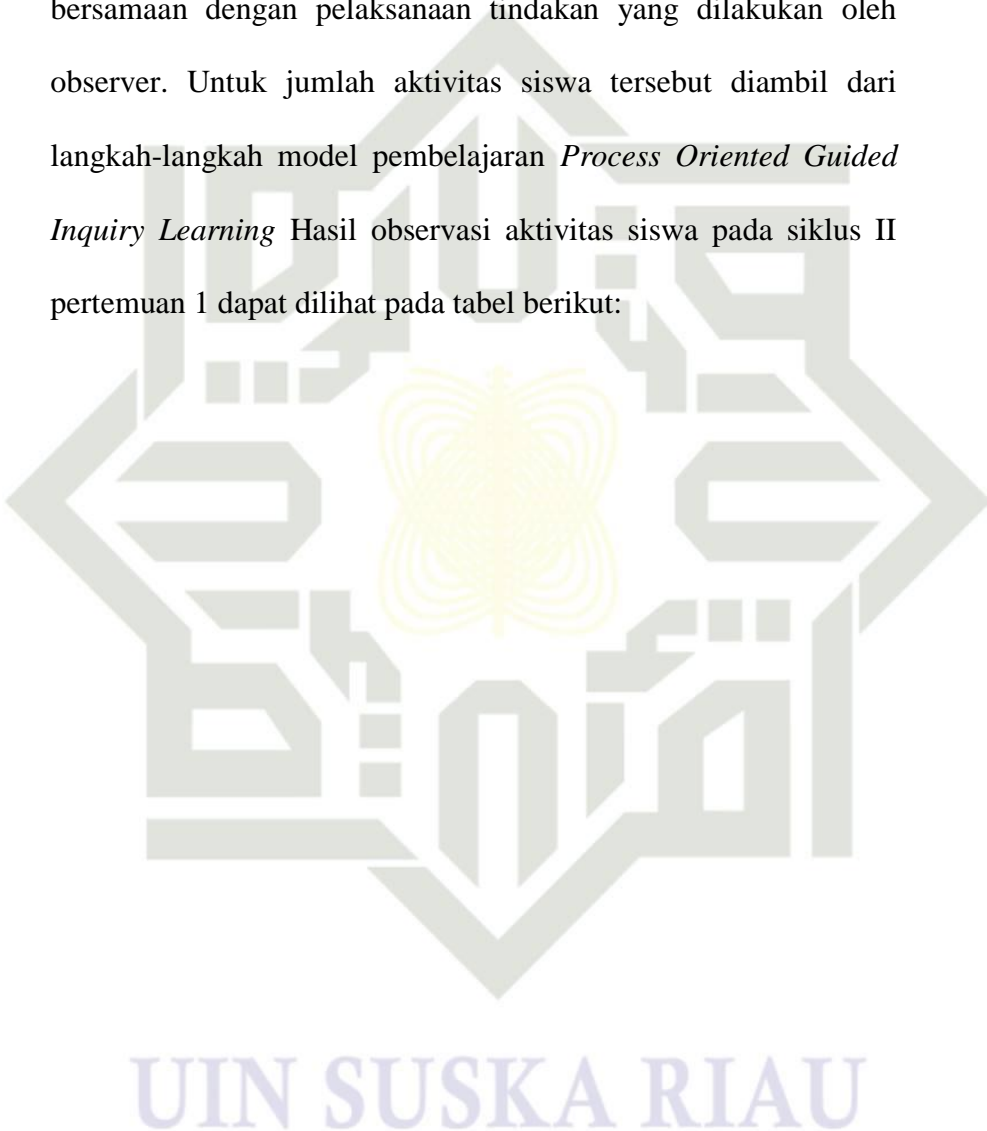 bersamaan dengan pelaksanaan tindakan yang dilakukan oleh
observer. Untuk jumlah aktivitas siswa tersebut diambil dari
langkah-langkah model pembelajaran Process Oriented Guided
Inquiry Learning Hasil observasi aktivitas siswa pada siklus II
pertemuan 1 dapat dilihat pada tabel berikut:
UIN SUSKA RIAU